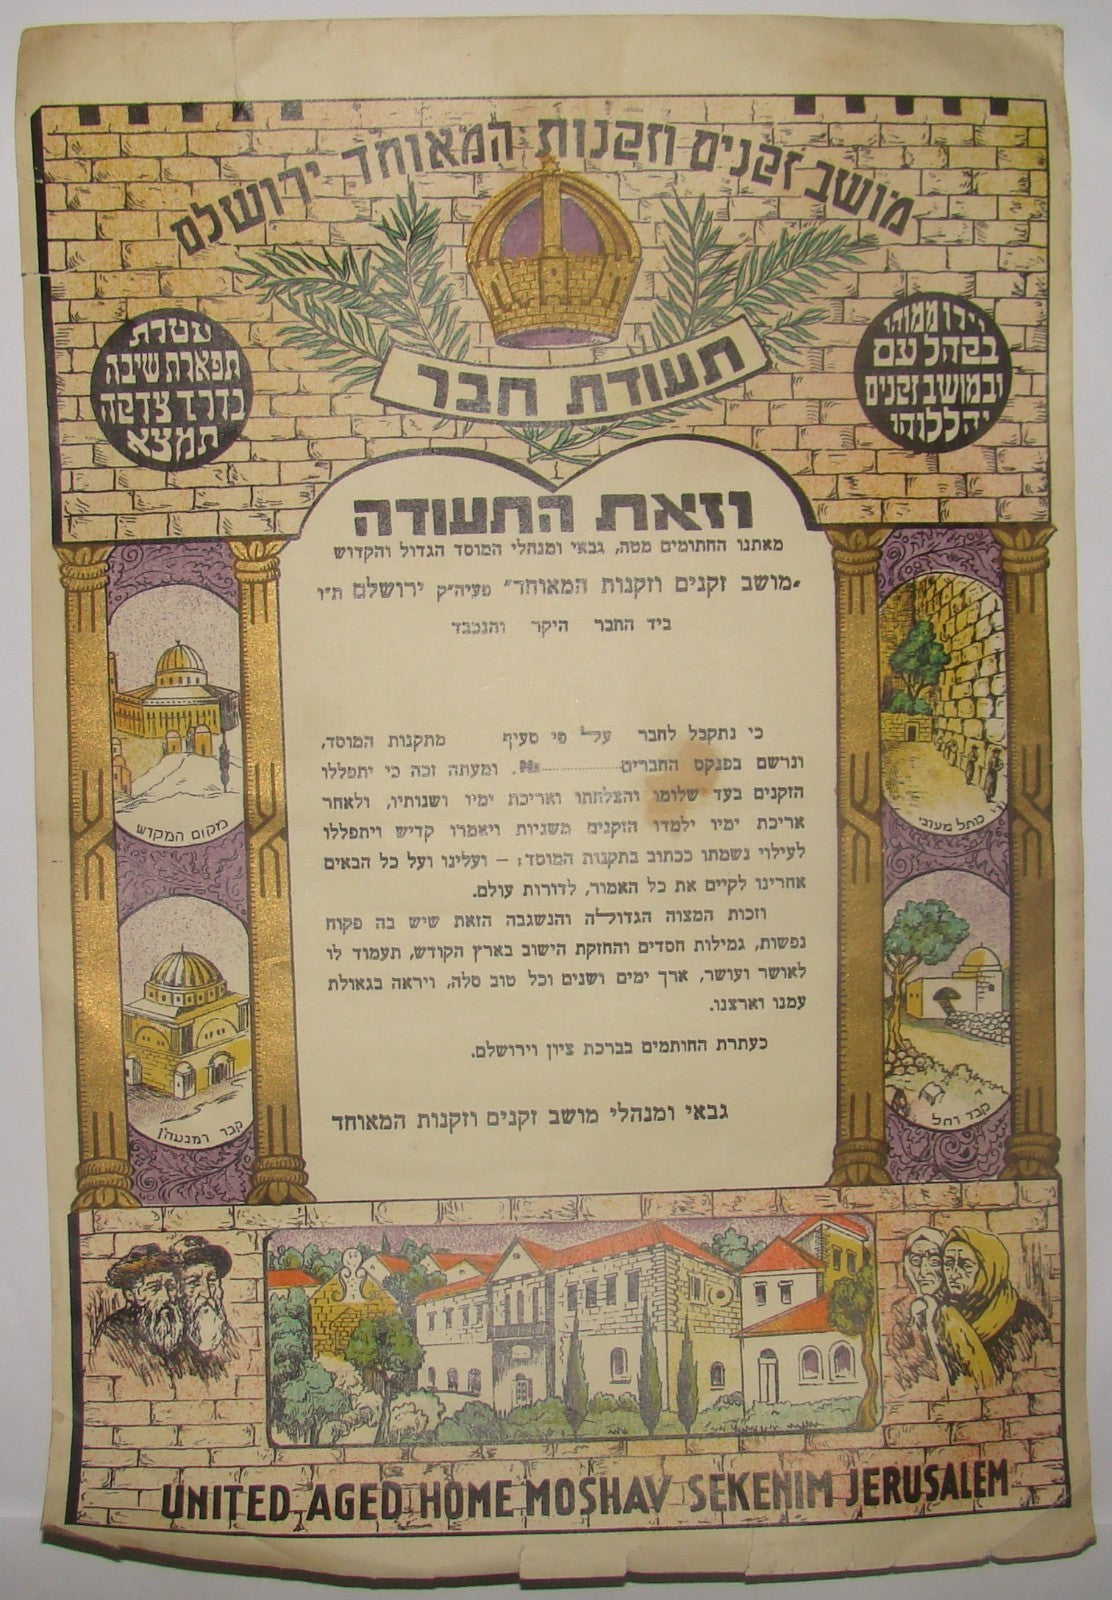 מושב זקנים וזקנות המאוחד ירושלם
תעודת חבר
וירוממוהו
בקהל עם
ובמושב זקנים
יהללוהו
עטרת
תפארת שיבה
בדרך צדקה
תמצא
וזאת התעודה
מאתנו החתומים מטה, גבאי ומנהלי המוסד הגדול והקדוש
„מושב זקנים וזקנות המאוחד" פעיה״ק ירושלם ת״ו
ביד החבר היקר והנכבד
כי נתקבל לחבר על פי סעיף מתקנות המוסד,
ונרשם בפנקס החברים No. ומעתה זכה כי יתפללו
הזקנים בעד שלומו והצלחתו ואריכת ימיו ושנותיו, ולאחר
אריכת ימיו ילמדו הזקנים משניות ויאמרו קדיש ויתפללו
לעילוי נשמתו ככתוב בתקנות המוסד: – ועלינו ועל כל הבאים
אחרינו לקיים את כל האמור, לדורות עולם.
וזכות המצוה הגדולה והנשגבה הזאת שיש בה פקוח
נפשות, גמילות חסדים והחזקת הישוב בארץ הקודש, תעמוד לו
לאושר ועושר, ארך ימים ושנים וכל טוב סלה, ויראה בגאולת
עמנו וארצנו.
כעתרת החותמים בברכת ציון וירושלם.
גבאי ומנהלי מושב זקנים וזקנות המאוחד
כותל מערבי
מקום המקדש
קבר רחל
קבר
UNITED AGED HOME MOSHAV SEKENIM JERUSALEM